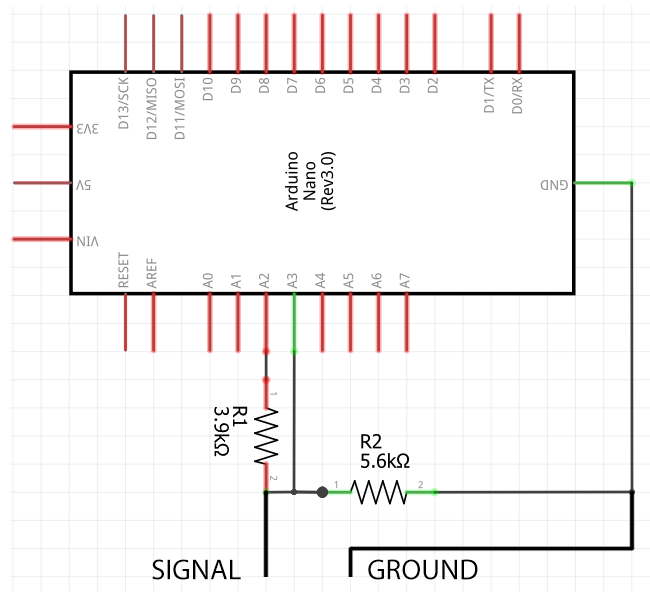 D13/SCK
D12/MISO
D11/MOSI
D10
D9
D8
D7
D6
D5
D4
D3
D2
D1/TX
D0/RX
3V3
5V
VIN
Arduino
Nano
(Rev3.0)
GND
RESET
AREF
A0
A1
A2
A3
A4
A5
A6
A7
1
R1
3.9kΩ
2
R2
5.6kΩ
1
2
SIGNAL
GROUND